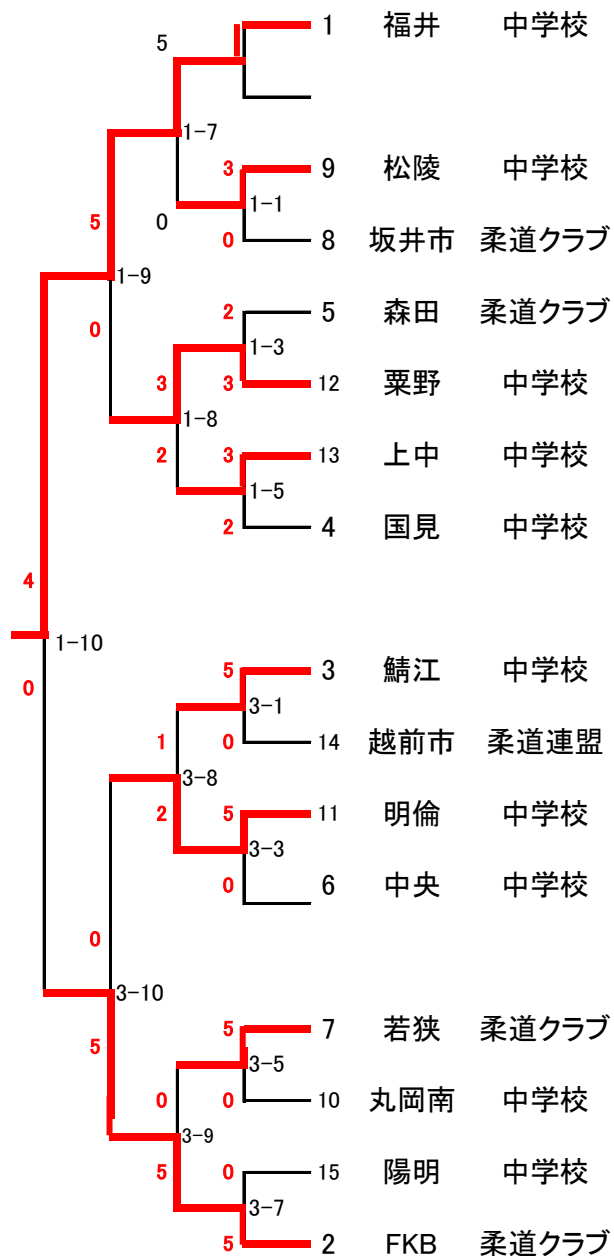 1 福井 中学校
5
1-7
3 9 松陵 中学校
5 0 1-1
0 8 坂井市 柔道クラブ
1-9
2 5 森田 柔道クラブ
0
1-3
3 3 12 粟野 中学校
1-8
2 3 13 上中 中学校
1-5
2 4 国見 中学校
4
1-10
5 3 鯖江 中学校
0
3-1
1 0 14 越前市 柔道連盟
3-8
2 5 11 明倫 中学校
3-3
0 6 中央 中学校
0
3-10
5 7 若狭 柔道クラブ
5
3-5
0 0 10 丸岡南 中学校
3-9
5 0 15 陽明 中学校
3-7
5 2 FKB 柔道クラブ